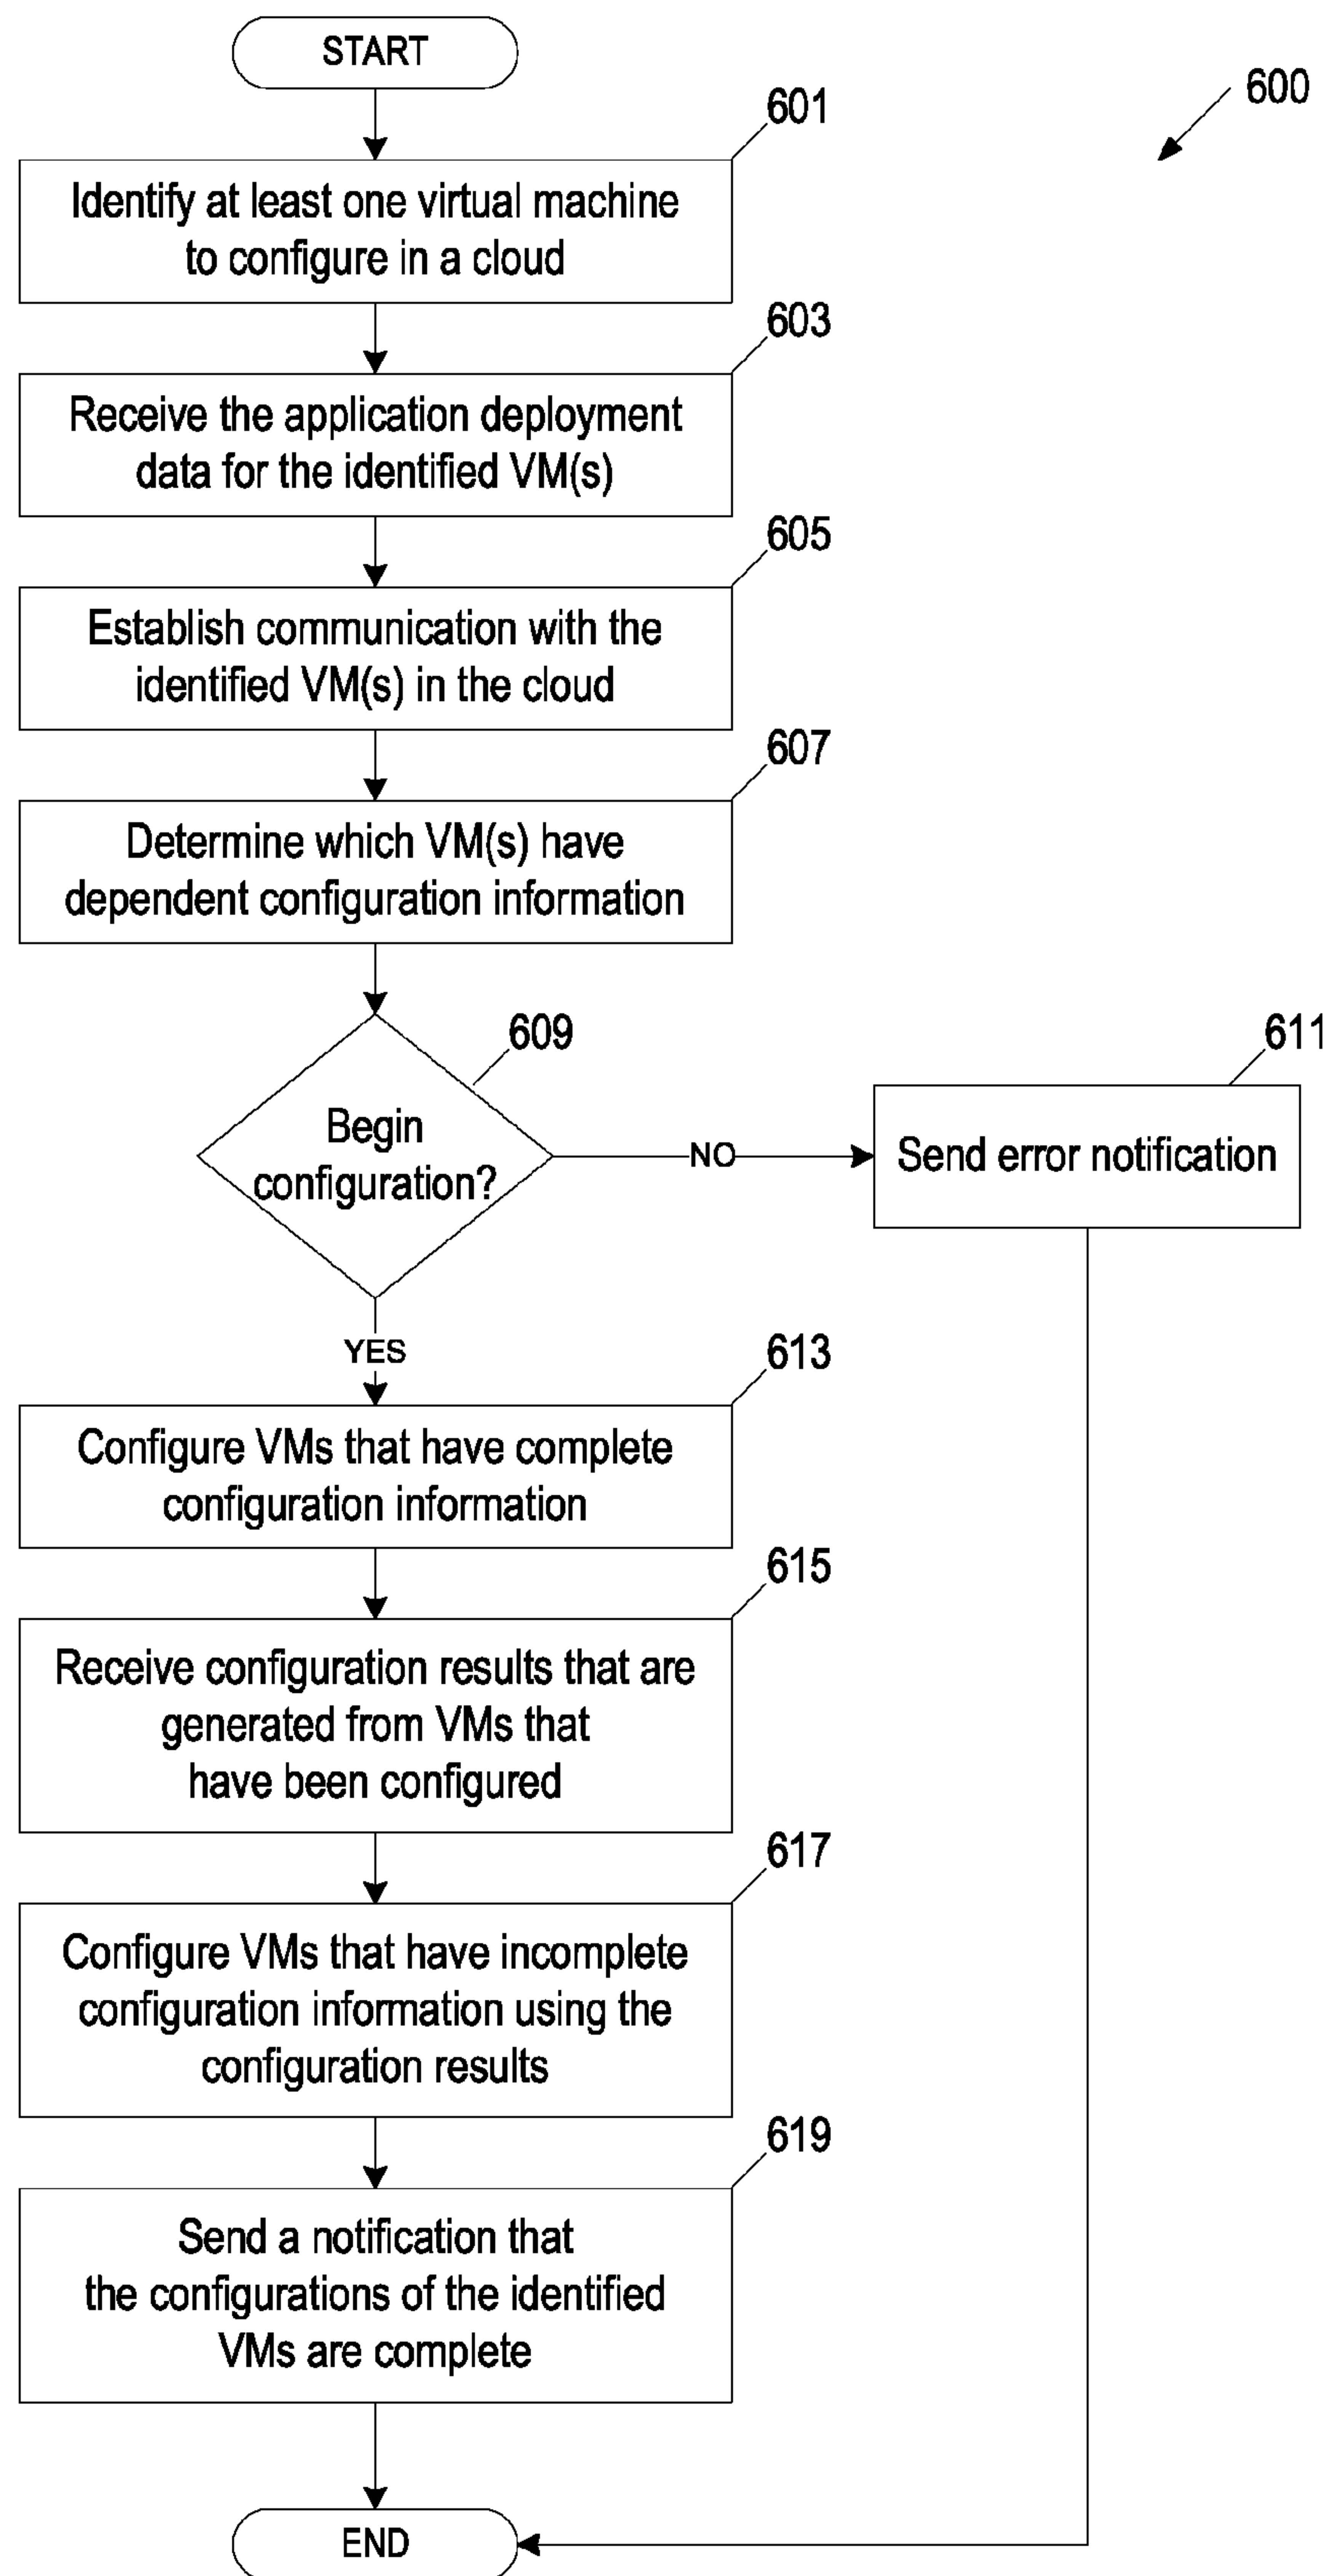 START
600
601
Identify at least one virtual machine
to configure in a cloud
603
Receive the application deployment
data for the identified VM(s)
605
Establish communication with the
identified VM(s) in the cloud
607
Determine which VM(s) have
dependent configuration information
609
Begin
configuration?
NO
611
Send error notification
YES
613
Configure VMs that have complete
configuration information
615
Receive configuration results that are
generated from VMs that
have been configured
617
Configure VMs that have incomplete
configuration information using the
configuration results
619
Send a notification that
the configurations of the identified
VMs are complete
END